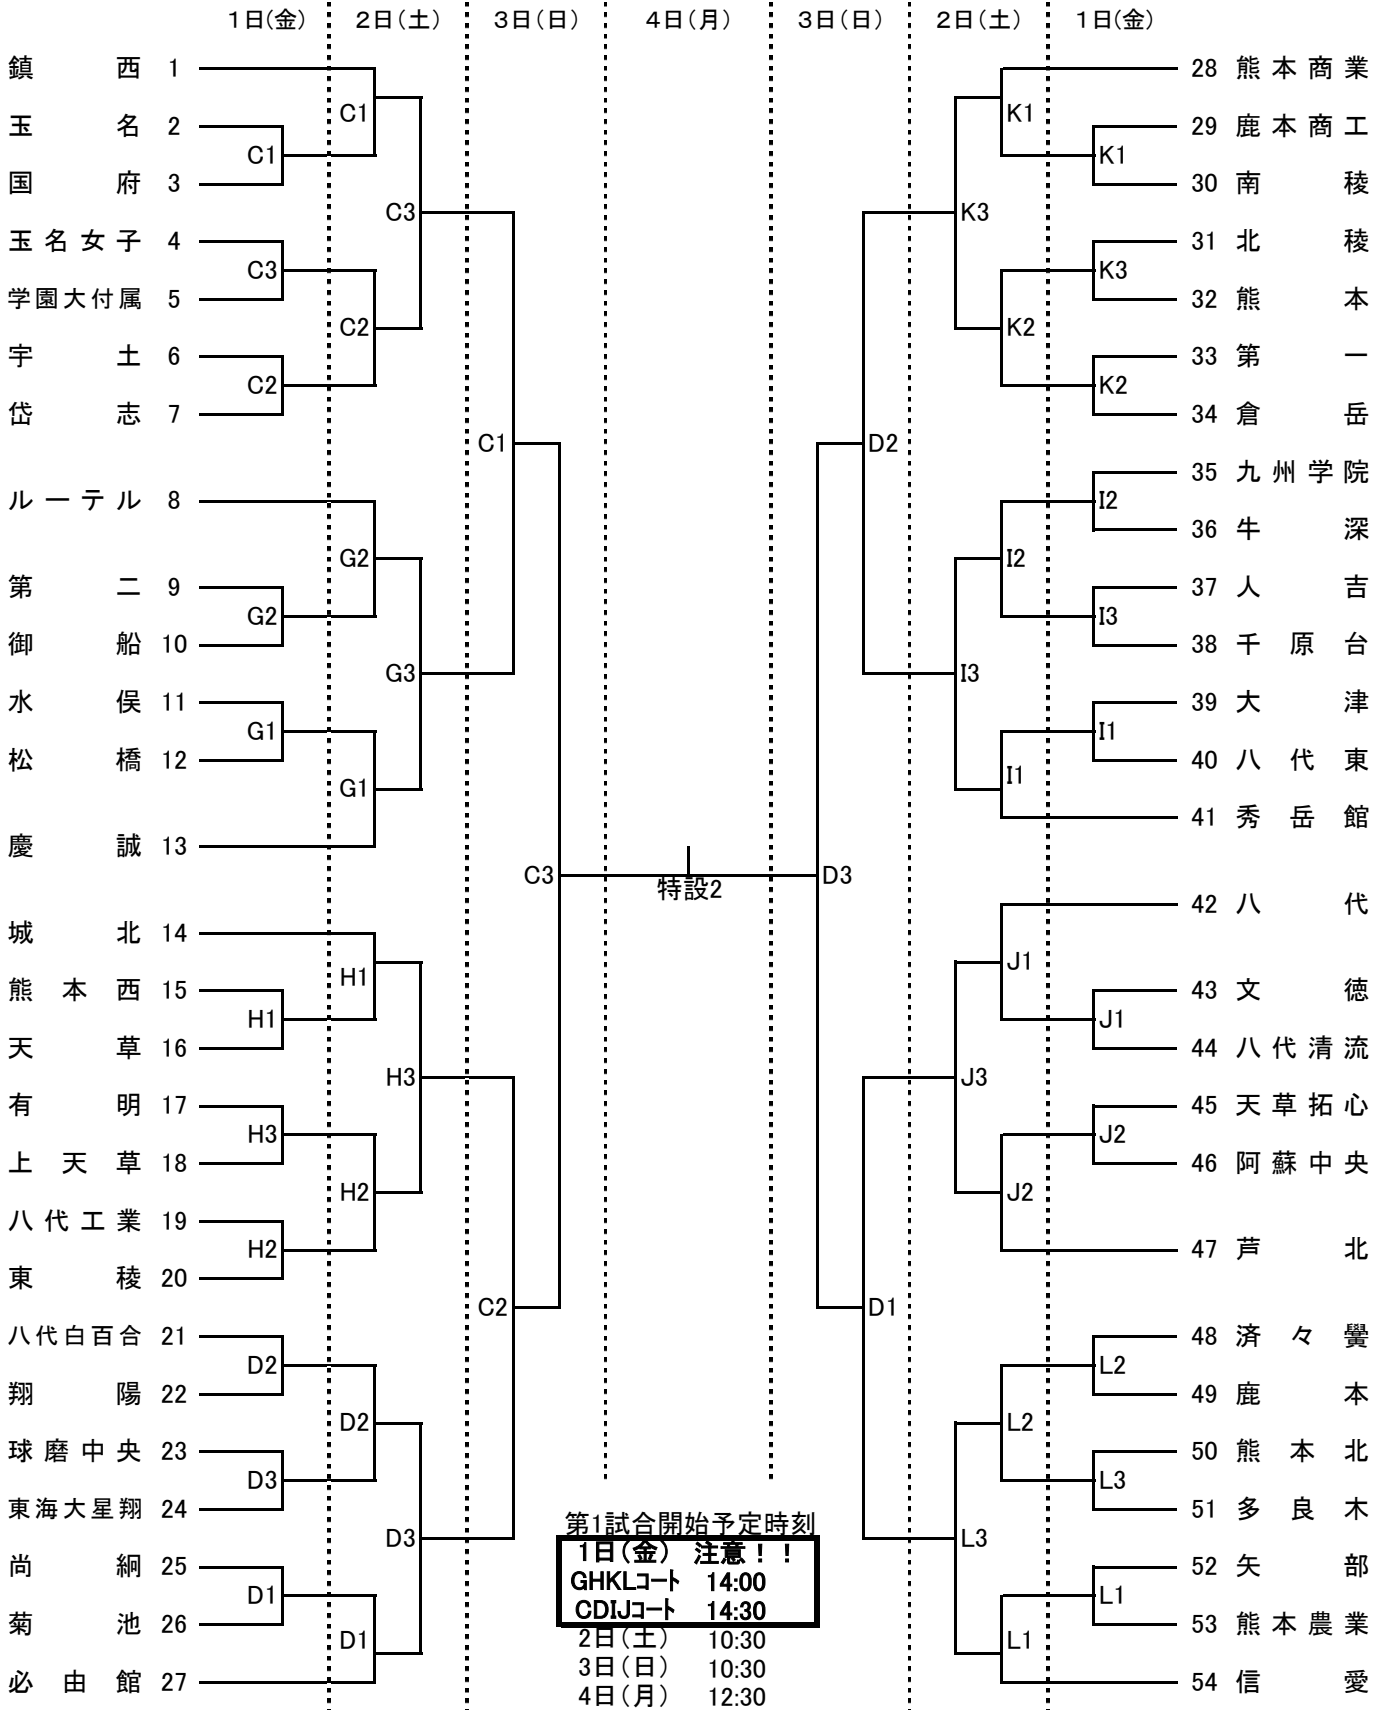 1日(金) 2日(土) 3日(日) 4日(月) 3日(日) 2日(土) 1日(金)
鎮西 1
C1
玉名 2
C1
国府 3
C3
玉名女子 4
C3
学園大付属 5
C2
宇土 6
C2
岱志 7
C1
ルーテル 8
G2
第二 9
G2
御船 10
G3
水俣 11
G1
松橋 12
G1
慶誠 13
C3
城北 14
H1
熊本西 15
H1
天草 16
H3
有明 17
H3
上天草 18
H2
八代工業 19
H2
東稜 20
C2
八代白百合 21
D2
翔陽 22
D2
球磨中央 23
D3
東海大星翔 24
D3
尚絅 25
D1
菊池 26
D1
必由館 27
特設2
28 熊本商業
K1
29 鹿本商工
K1
30 南稜
K3
31 北稜
K3
32 熊本
K2
33 第一
K2
34 倉岳
D2
35 九州学院
I2
36 牛深
I2
37 人吉
I3
38 千原台
I3
39 大津
I1
40 八代東
I1
41 秀岳館
D3
42 八代
J1
43 文徳
J1
44 八代清流
J3
45 天草拓心
J2
46 阿蘇中央
J2
47 芦北
D1
48 済々黌
L2
49 鹿本
L2
50 熊本北
L3
51 多良木
L3
52 矢部
L1
53 熊本農業
L1
54 信愛
第1試合開始予定時刻
1日(金) 注意！！
GHKLコート 14:00
CDIJコート 14:30
2日(土) 10:30
3日(日) 10:30
4日(月) 12:30